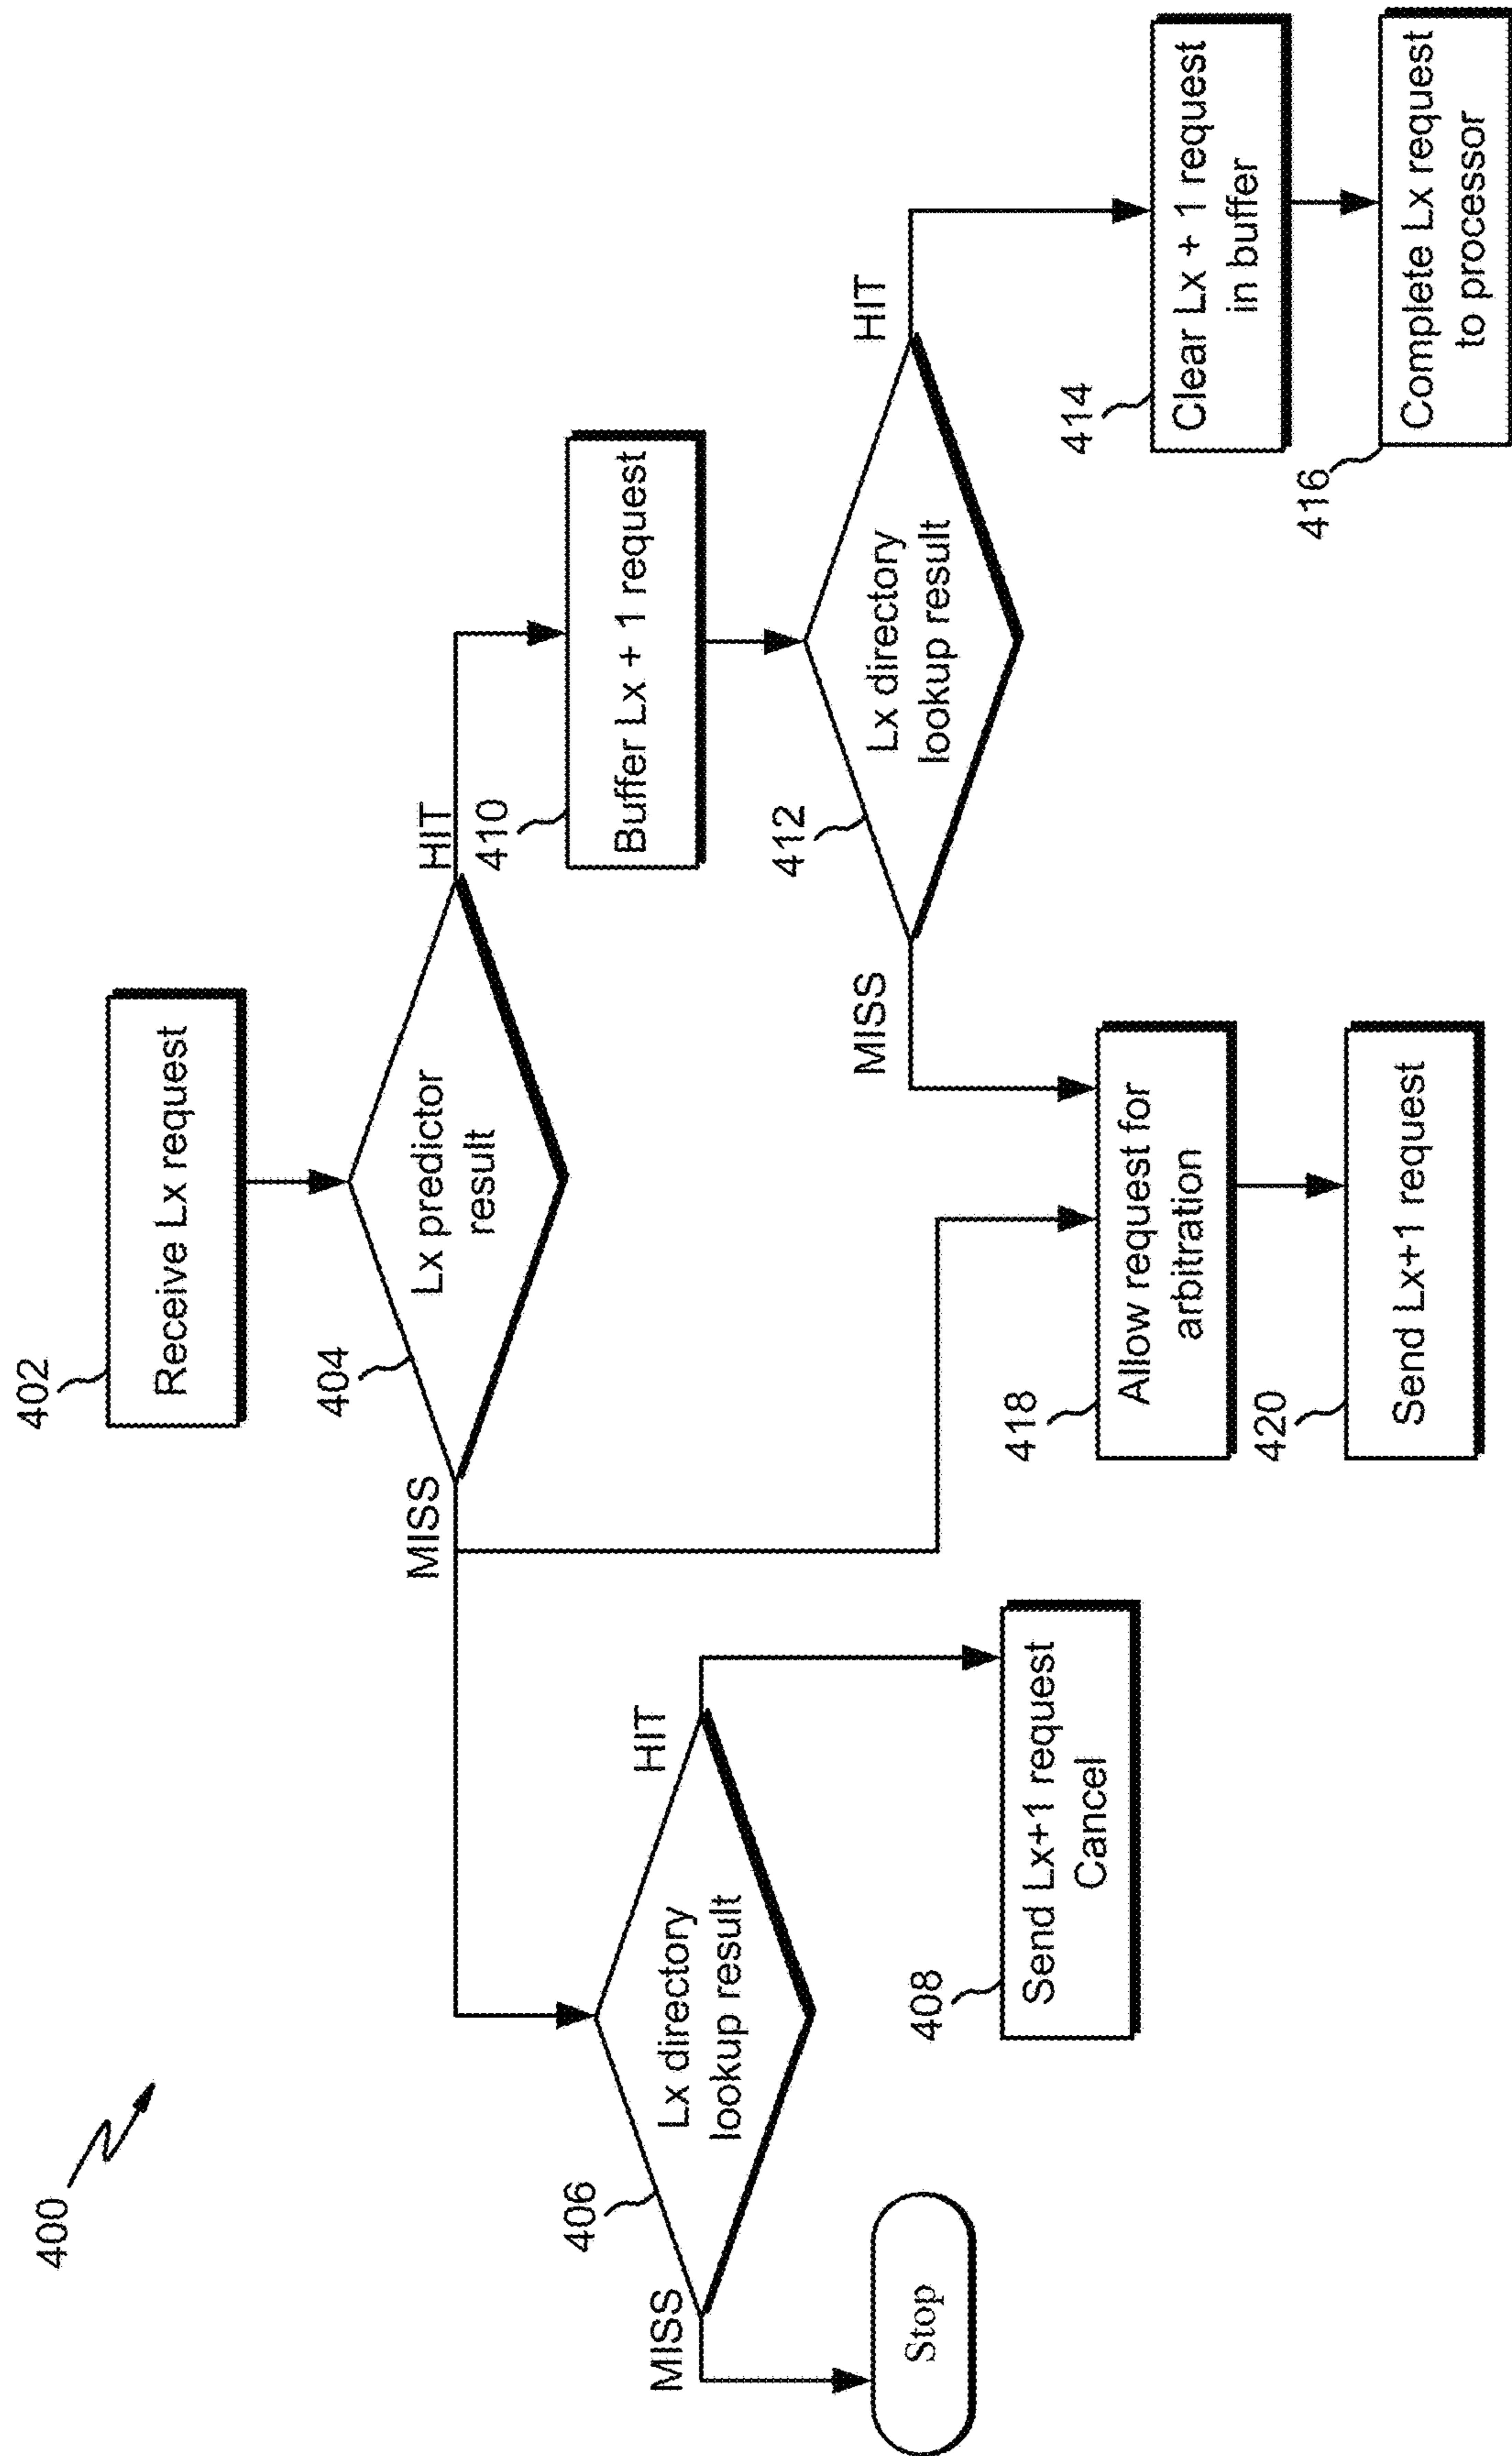 400
402
Receive Lx request
404
Lx predictor
result
MISS
HIT
406
Lx directory
lookup result
MISS
HIT
Stop
408
Send Lx+1 request
Cancel
410
Buffer Lx + 1 request
412
Lx directory
lookup result
MISS
HIT
418
Allow request for
arbitration
420
Send Lx+1 request
414
Clear Lx + 1 request
in buffer
416
Complete Lx request
to processor